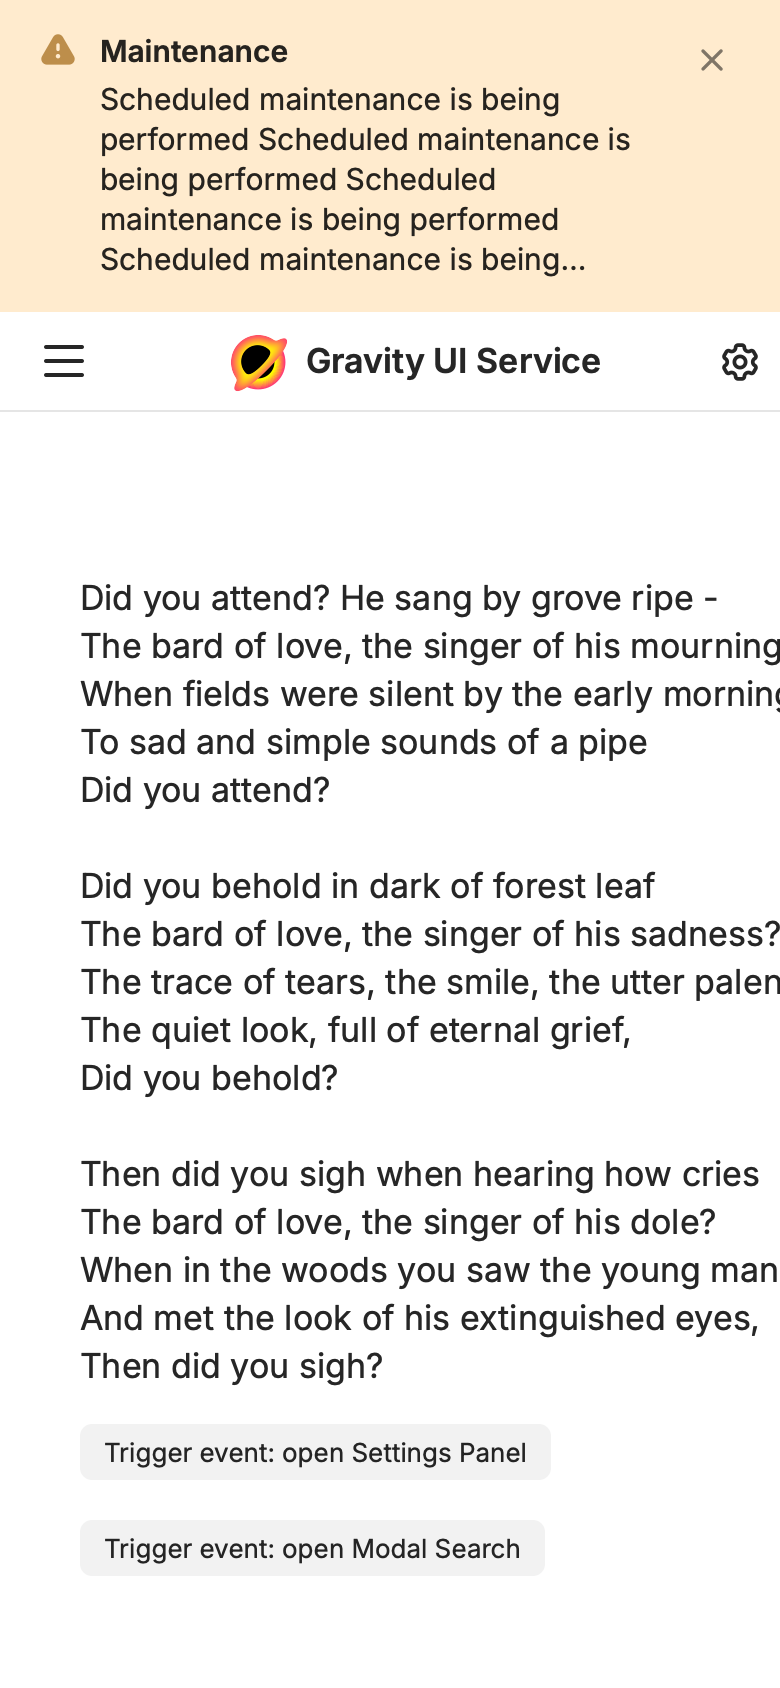 Maintenance
Scheduled maintenance is being
performed Scheduled maintenance is
being performed Scheduled
maintenance is being performed
Scheduled maintenance is being...
Gravity UI Service
Did you attend? He sang by grove ripe -
The bard of love, the singer of his mourning
When fields were silent by the early morning
To sad and simple sounds of a pipe
Did you attend?
Did you behold in dark of forest leaf
The bard of love, the singer of his sadness?
The trace of tears, the smile, the utter palen
The quiet look, full of eternal grief,
Did you behold?
Then did you sigh when hearing how cries
The bard of love, the singer of his dole?
When in the woods you saw the young man
And met the look of his extinguished eyes,
Then did you sigh?
Trigger event: open Settings Panel
Trigger event: open Modal Search